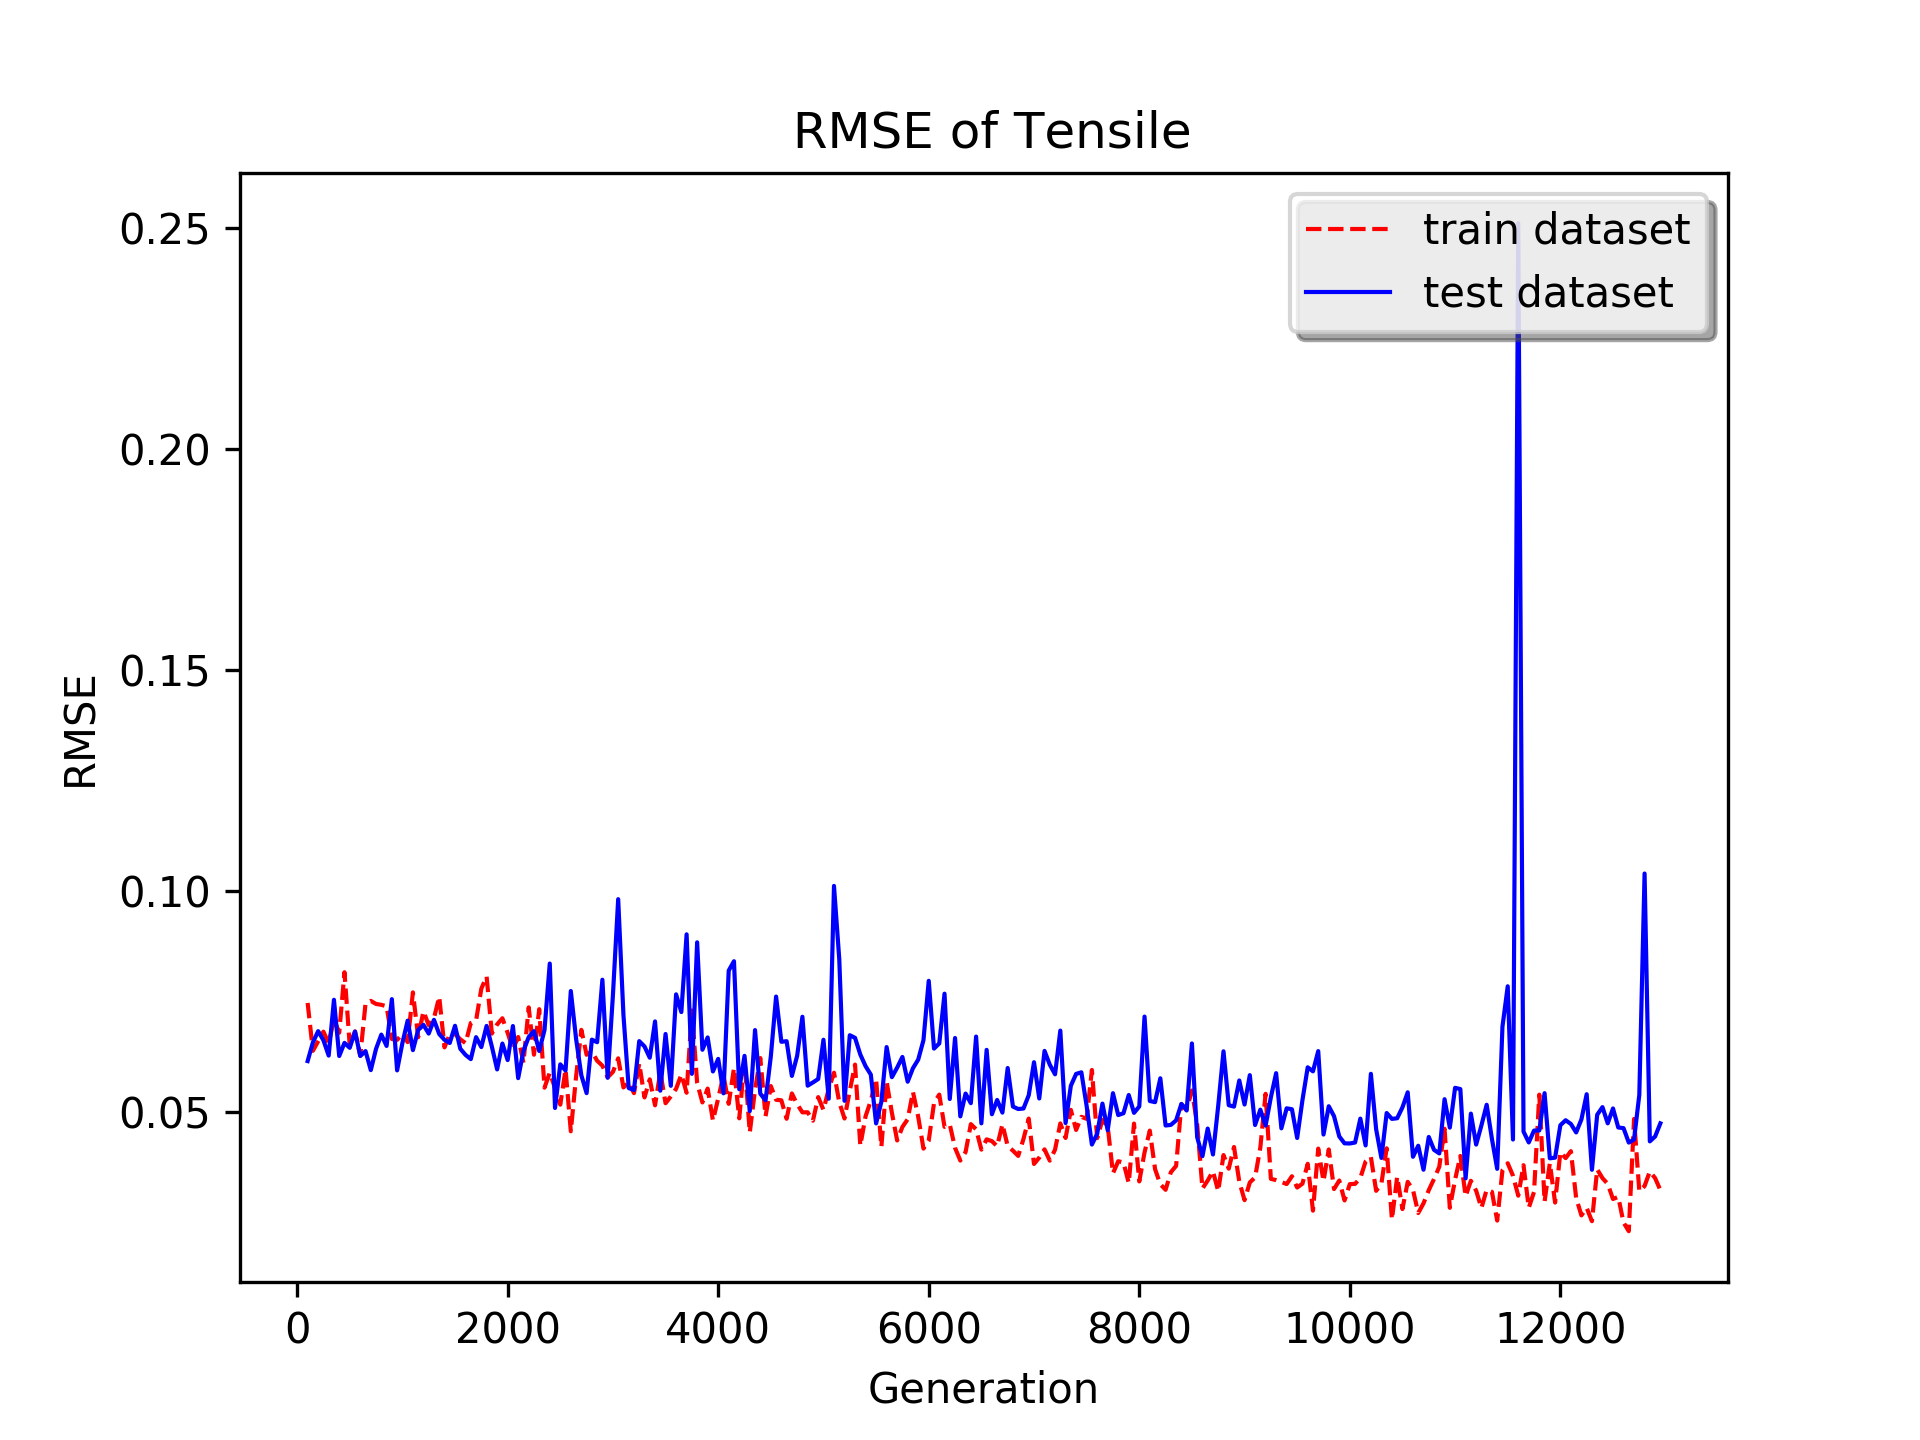 RMSE of Tensile
train dataset
test dataset
0.25
0.20
0.15
0.10
0.05
RMSE
0 2000 4000 6000 8000 10000 12000
Generation